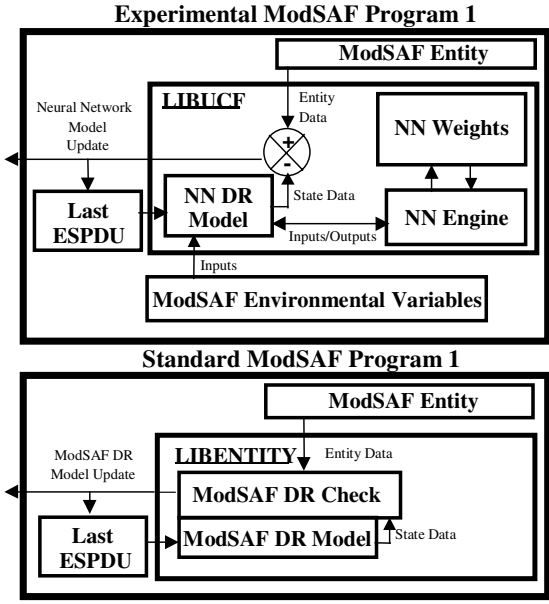 Experimental ModSAF Program 1
ModSAF Entity
LIBUCF
Entity
Data
Neural Network
Model
Update
+
-
NN Weights
NN DR
Model
State Data
Last
ESPDU
NN Engine
Inputs/Outputs
Inputs
ModSAF Environmental Variables
Standard ModSAF Program 1
ModSAF Entity
LIBENTITY
Entity Data
ModSAF DR
Model Update
ModSAF DR Check
Last
ESPDU
ModSAF DR Model
State Data